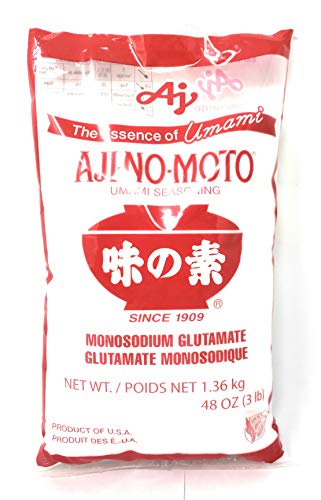 Aj
The Essence of Umami
AJI-NO-MOTO®
UMAMI SEASONING
味の素
®
SINCE 1909
MONOSODIUM GLUTAMATE
GLUTAMATE MONOSODIQUE
NET WT. / POIDS NET 1.36 kg
48 OZ (3 lb)
PRODUCT OF U.S.A.
PRODUIT DES É.-U.A.